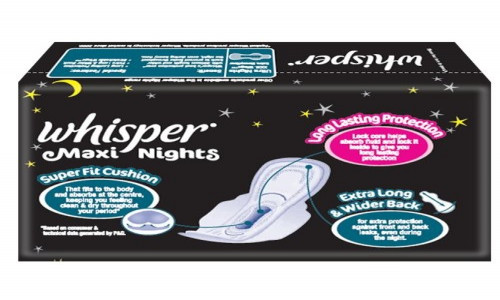 whisper
whisper
Maxi Nights
Long Lasting Protection
Lock core helps
absorb fluid and lock it
inside to give you
long lasting
protection
Super Fit Cushion
That fits to the body
and absorbs at the centre,
keeping you feeling
clean & dry throughout
your period*
Extra Long
& Wider Back
for extra protection
against front and back
leaks, even during
the night.
*Based on consumer &
technical data generated by P&G.